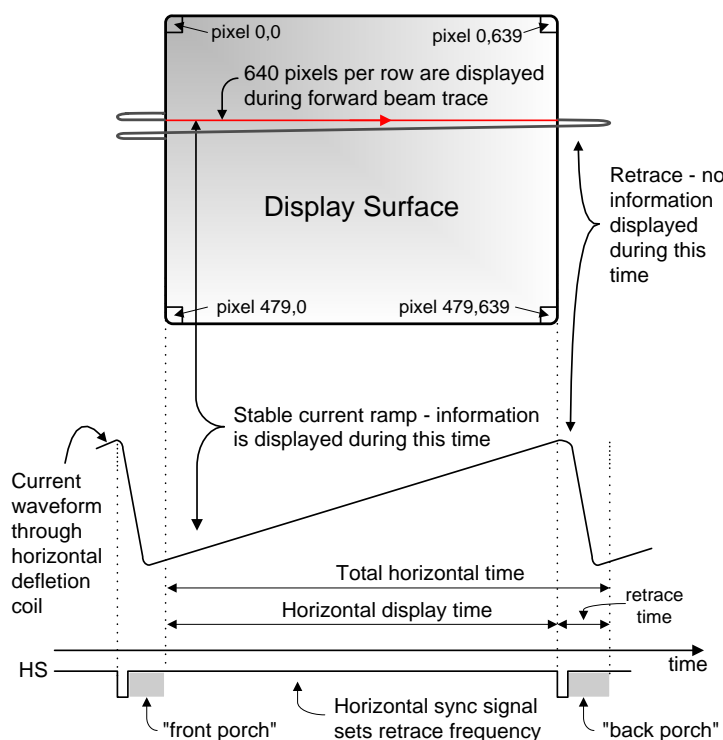 pixel 0,0
pixel 0,639
640 pixels per row are displayed
during forward beam trace
Retrace - no
information
displayed
during this
time
Display Surface
pixel 479,0
pixel 479,639
Stable current ramp - information
is displayed during this time
Current
waveform
through
horizontal
defletion
coil
Total horizontal time
Horizontal display time
retrace
time
time
HS
"front porch"
Horizontal sync signal
sets retrace frequency
"back porch"